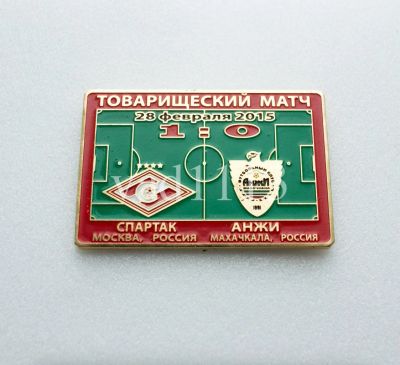 ТОВАРИЩЕСКИЙ МАТЧ
28 февраля 2015
1:0
СПАРТАК АНЖИ
МОСКВА, РОССИЯ МАХАЧКАЛА, РОССИЯ